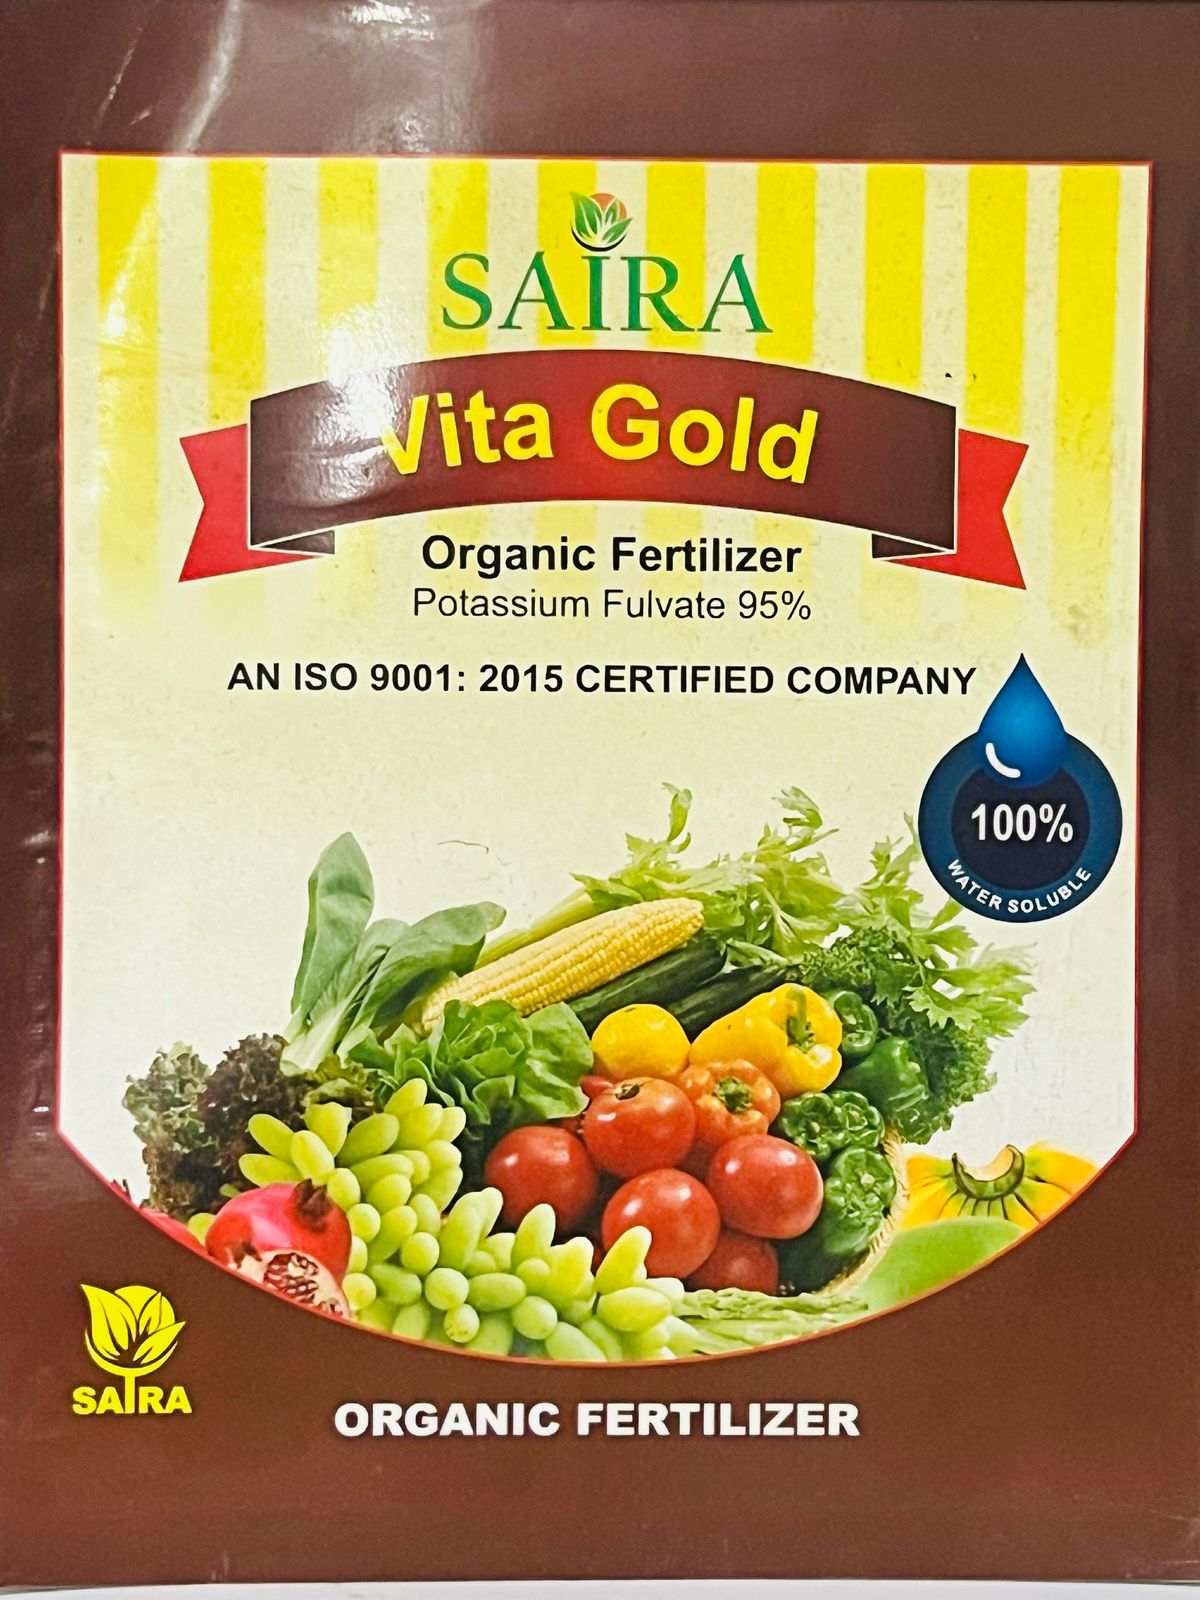 SAIRA
Vita Gold
Organic Fertilizer
Potassium Fulvate 95%
AN ISO 9001: 2015 CERTIFIED COMPANY
100%
WATER SOLUBLE
SAIRA
ORGANIC FERTILIZER